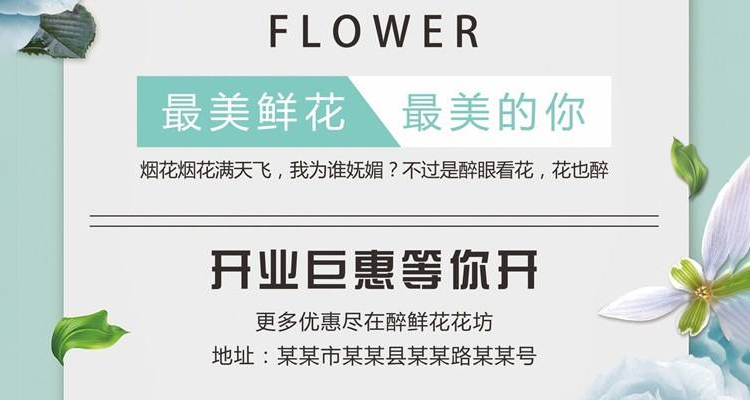 FLOWER
最美鲜花 最美的你
烟花烟花满天飞，我为谁妩媚？不过是醉眼看花，花也醉
开业巨惠等你开
更多优惠尽在醉鲜花花坊
地址：某某市某某县某某路某某号